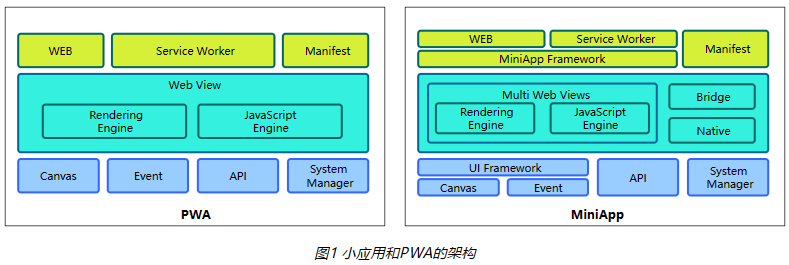 WEB
Service Worker
Manifest
Web View
Rendering
Engine
JavaScript
Engine
Canvas
Event
API
System
Manager
PWA
WEB
Service Worker
MiniApp Framework
Manifest
Multi Web Views
Rendering
Engine
JavaScript
Engine
Bridge
Native
UI Framework
Canvas
Event
API
System
Manager
MiniApp
图1 小应用和PWA的架构